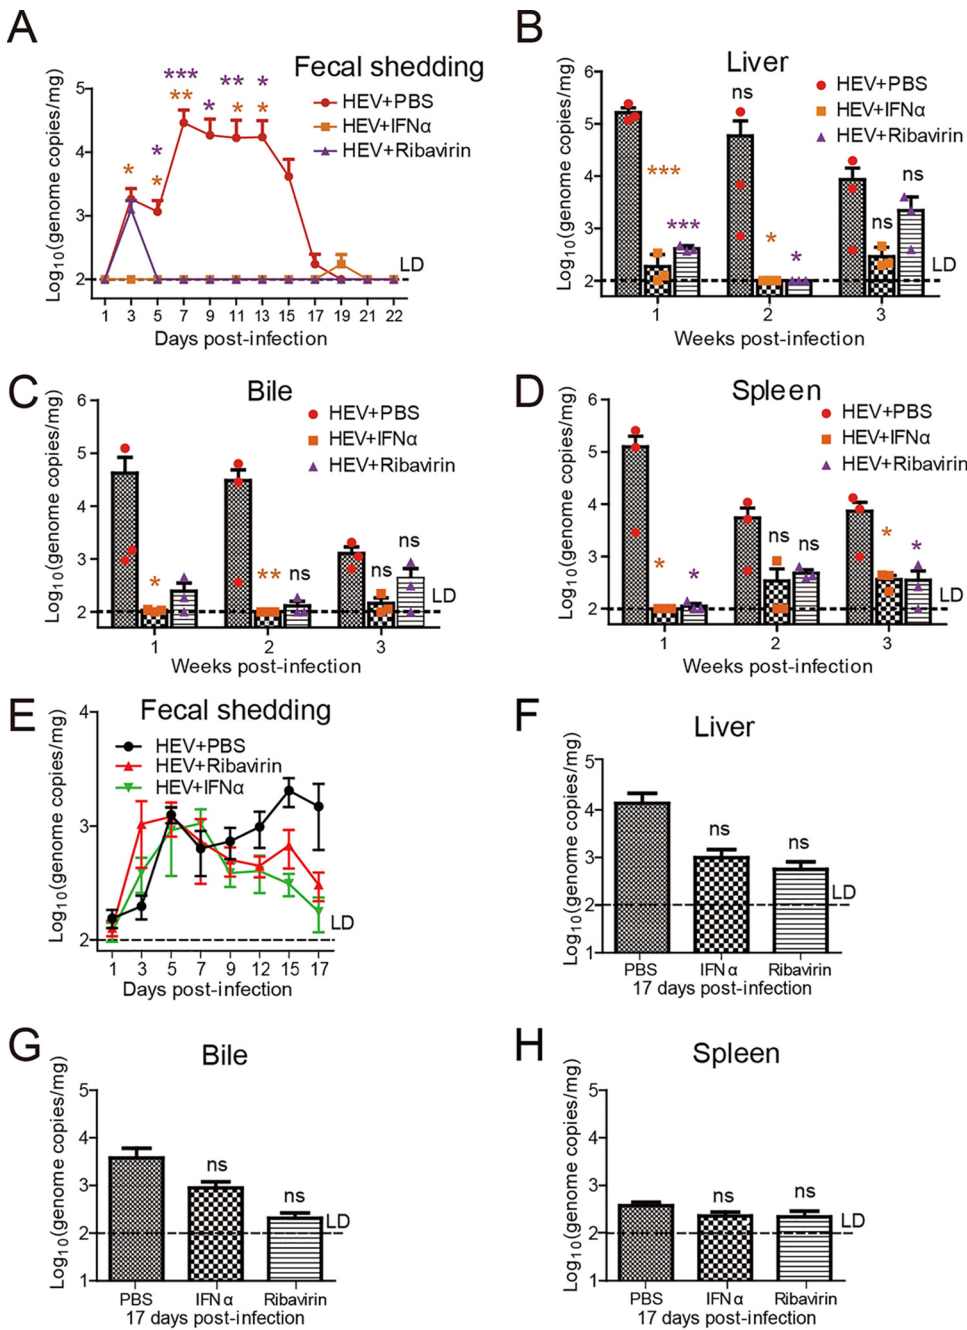 A
Fecal shedding
HEV+PBS
HEV+IFNα
HEV+Ribavirin
***
**
*
**
*
*
*
*
*
*
Log10(genome copies/mg)
5
4
3
2
LD
1 3 5 7 9 11 13 15 17 19 21 22
Days post-infection
B
Liver
HEV+PBS
HEV+IFNα
HEV+Ribavirin
ns
***
***
*
*
ns
ns
Log10(genome copies/mg)
6
5
4
3
2
LD
1 2 3
Weeks post-infection
C
Bile
HEV+PBS
HEV+IFNα
HEV+Ribavirin
*
**
ns
ns
ns
Log10(genome copies/mg)
6
5
4
3
2
LD
1 2 3
Weeks post-infection
D
Spleen
HEV+PBS
HEV+IFNα
HEV+Ribavirin
*
*
ns
ns
*
*
Log10(genome copies/mg)
6
5
4
3
2
LD
1 2 3
Weeks post-infection
E
Fecal shedding
HEV+PBS
HEV+Ribavirin
HEV+IFNα
Log10(genome copies/mg)
4
3
2
LD
1 3 5 7 9 12 15 17
Days post-infection
F
Liver
ns
ns
Log10(genome copies/mg)
5
4
3
2
1
LD
PBS IFNα Ribavirin
17 days post-infection
G
Bile
ns
ns
Log10(genome copies/mg)
5
4
3
2
1
LD
PBS IFNα Ribavirin
17 days post-infection
H
Spleen
ns
ns
Log10(genome copies/mg)
5
4
3
2
1
LD
PBS IFNα Ribavirin
17 days post-infection